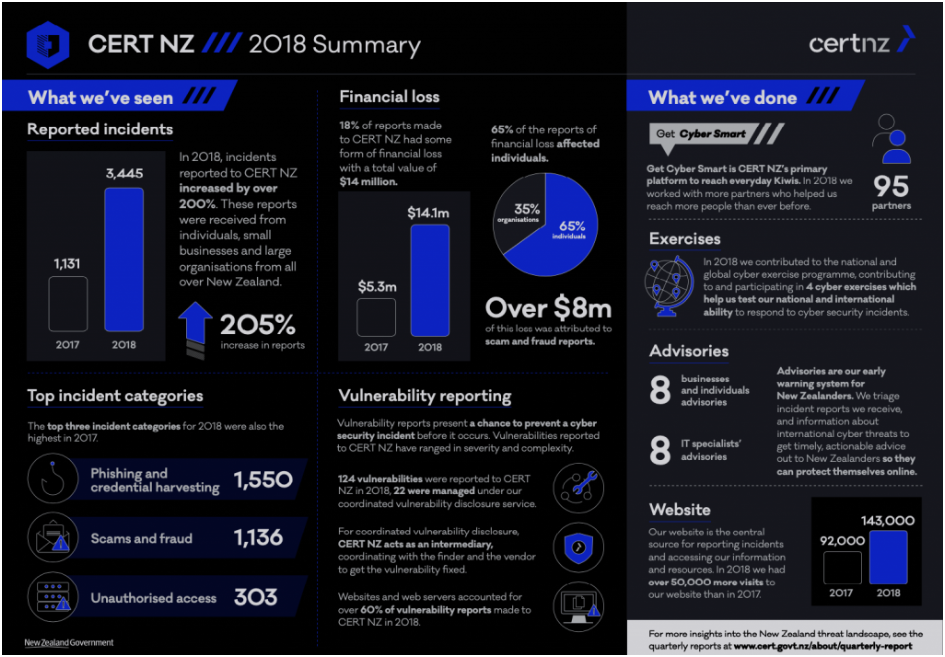 CERT NZ /// 2018 Summary
certnz
What we've seen ///
Reported incidents
3,445
1,131
2017 2018
In 2018, incidents
reported to CERT NZ
increased by over
200%. These reports
were received from
individuals, small
businesses and large
organisations from all
over New Zealand.
205%
increase in reports
Financial loss
18% of reports made
to CERT NZ had some
form of financial loss
with a total value of
$14 million.
$14.1m
$5.3m
2017 2018
65% of the reports of
financial loss affected
individuals.
35%
organisations
65%
individuals
Over $8m
of this loss was attributed to
scam and fraud reports.
Top incident categories
The top three incident categories for 2018 were also the
highest in 2017.
Phishing and
credential harvesting 1,550
Scams and fraud 1,136
Unauthorised access 303
New Zealand Government
Vulnerability reporting
Vulnerability reports present a chance to prevent a cyber
security incident before it occurs. Vulnerabilities reported
to CERT NZ have ranged in severity and complexity.
124 vulnerabilities were reported to CERT
NZ in 2018, 22 were managed under our
coordinated vulnerability disclosure service.
For coordinated vulnerability disclosure,
CERT NZ acts as an intermediary,
coordinating with the finder and the vendor
to get the vulnerability fixed.
Websites and web servers accounted for
over 60% of vulnerability reports made to
CERT NZ in 2018.
What we've done ///
Get Cyber Smart ///
Get Cyber Smart is CERT NZ's primary
platform to reach everyday Kiwis. In 2018 we
worked with more partners who helped us
reach more people than ever before.
95
partners
Exercises
In 2018 we contributed to the national and
global cyber exercise programme, contributing
to and participating in 4 cyber exercises which
help us test our national and international
ability to respond to cyber security incidents.
Advisories
8 businesses
and individuals
advisories
8 IT specialists'
advisories
Advisories are our early
warning system for
New Zealanders. We triage
incident reports we receive,
and information about
international cyber threats to
get timely, actionable advice
out to New Zealanders so they
can protect themselves online.
Website
Our website is the central
source for reporting incidents
and accessing our information
and resources. In 2018 we had
over 50,000 more visits to
our website than in 2017.
143,000
92,000
2017 2018
For more insights into the New Zealand threat landscape, see the
quarterly reports at www.cert.govt.nz/about/quarterly-report